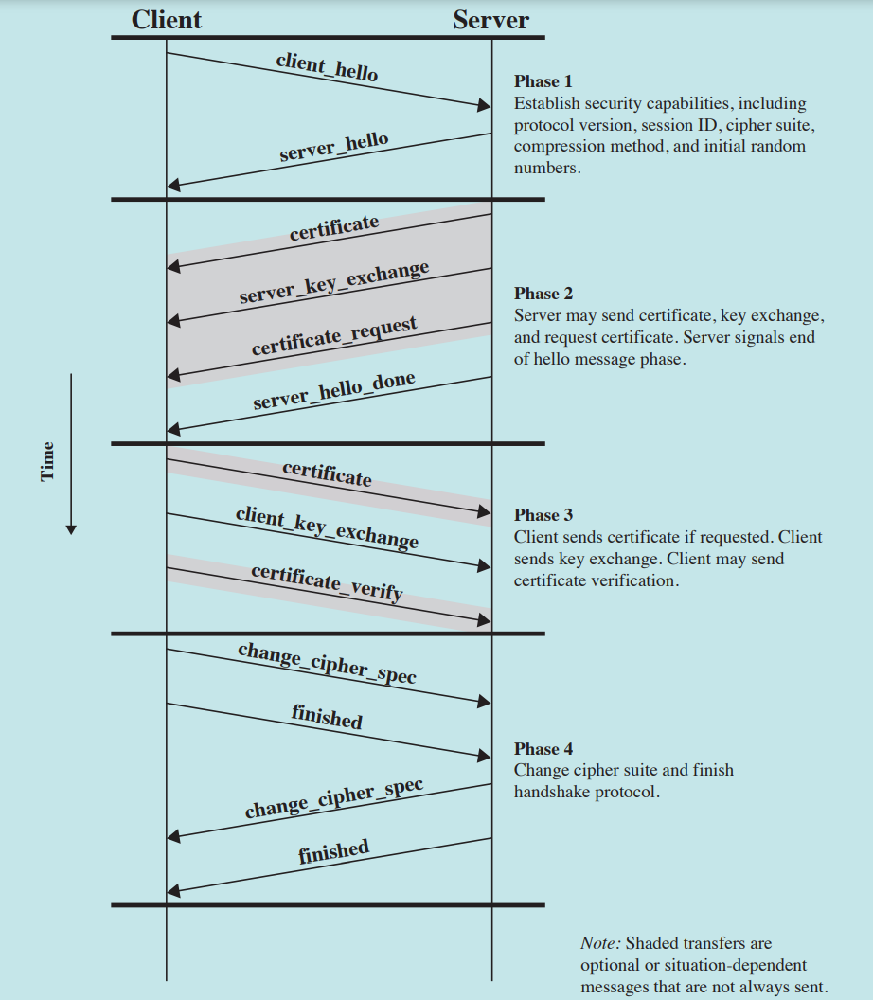 Client
Server
client_hello
server_hello
Phase 1
Establish security capabilities, including
protocol version, session ID, cipher suite,
compression method, and initial random
numbers.
certificate
server_key_exchange
certificate_request
server_hello_done
Phase 2
Server may send certificate, key exchange,
and request certificate. Server signals end
of hello message phase.
Time
certificate
client_key_exchange
certificate_verify
Phase 3
Client sends certificate if requested. Client
sends key exchange. Client may send
certificate verification.
change_cipher_spec
finished
change_cipher_spec
finished
Phase 4
Change cipher suite and finish
handshake protocol.
Note: Shaded transfers are
optional or situation-dependent
messages that are not always sent.